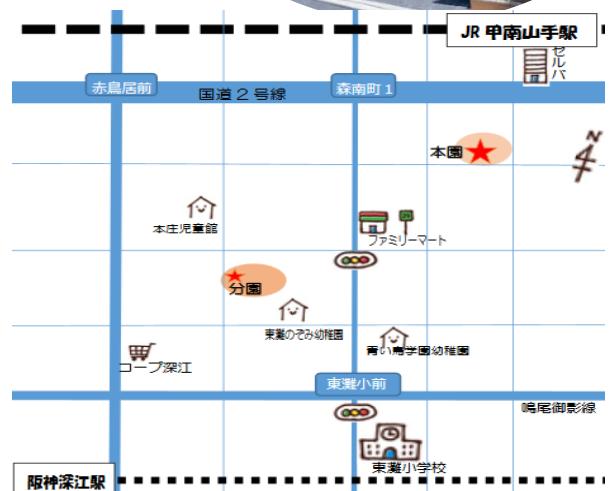 JR 甲南山手駅
セルバ
赤鳥居前
国道2号線
森南町1
本園
N
本庄児童館
ファミリーマート
分園
東灘のぞみ幼稚園
青い鳥学園幼稚園
コープ深江
東灘小前
鳴尾御影線
東灘小学校
阪神深江駅